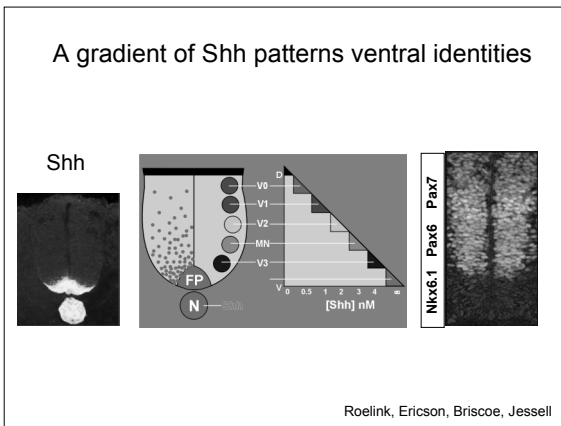 A gradient of Shh patterns ventral identities
Shh
V0
V1
V2
MN
V3
FP
N
Shh
D
V
0 0.5 1 2 3 4
[Shh] nM
Nkx6.1 Pax6 Pax7
Roelink, Ericson, Briscoe, Jessell